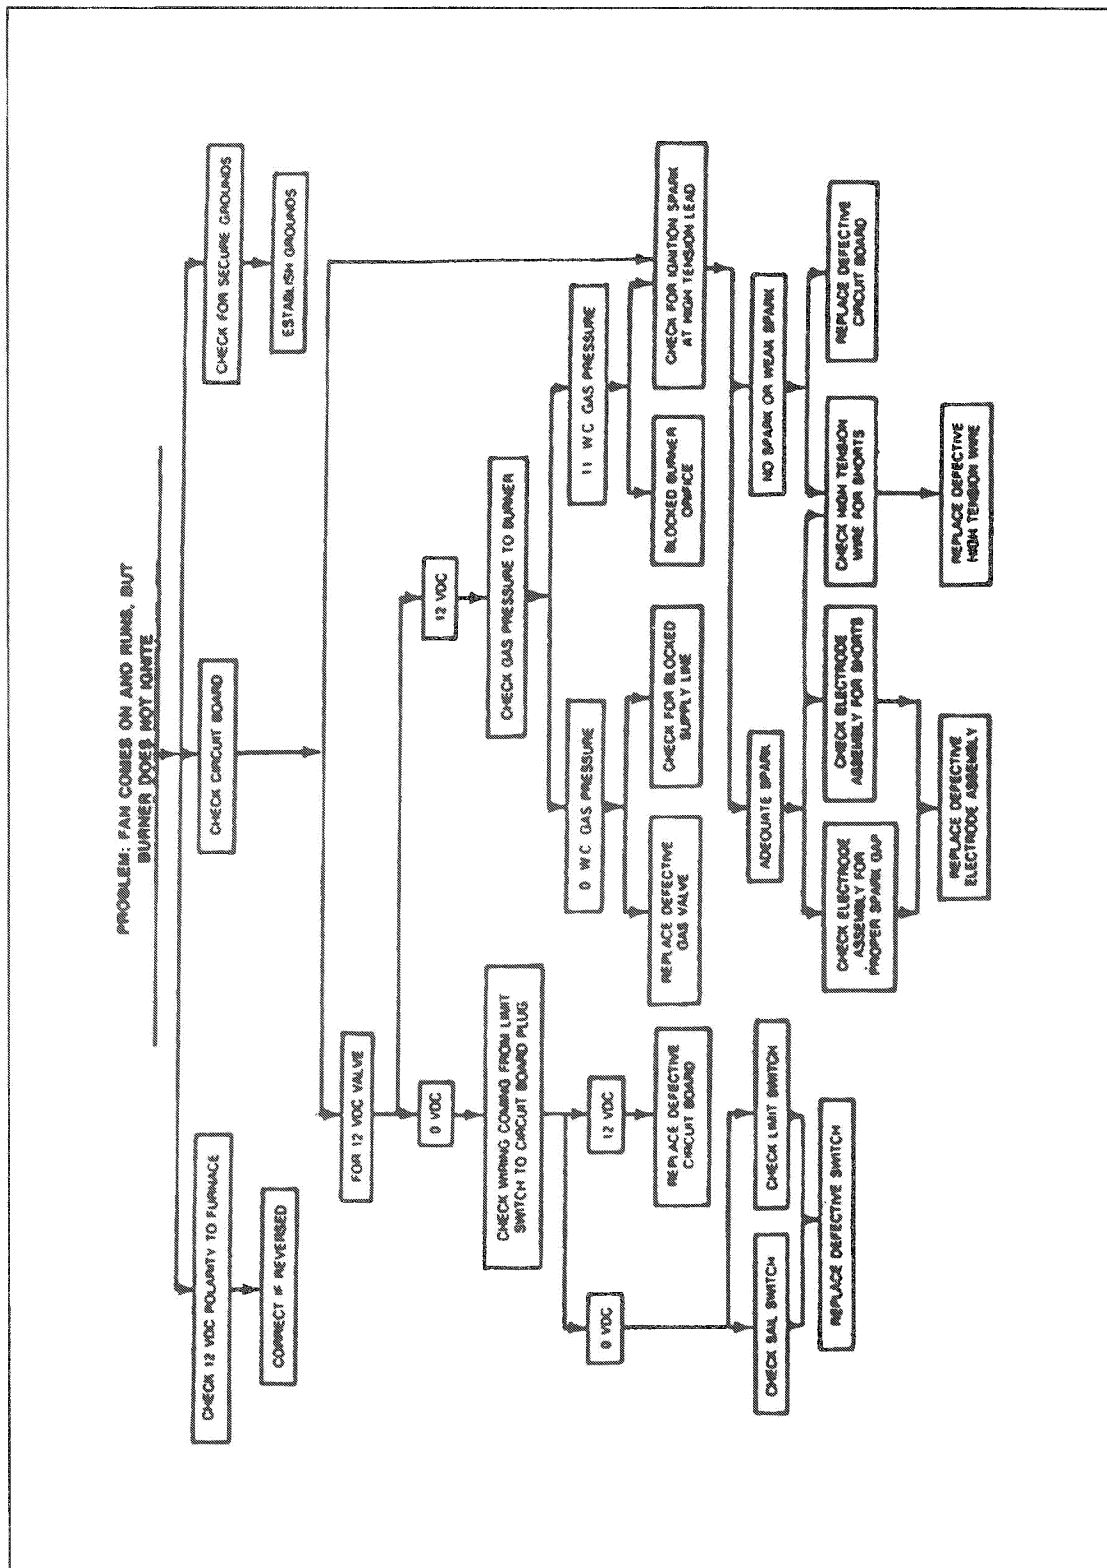 PROBLEM: FAN COMES ON AND RUNS, BUT
BURNER DOES NOT IGNITE
CHECK 12 VDC POLARITY TO FURNACE
CHECK CIRCUIT BOARD
CHECK FOR SECURE GROUNDS
CORRECT IF REVERSED
ESTABLISH GROUNDS
FOR 12 VDC VALVE
0 VDC
12 VDC
CHECK WIRING COMING FROM LIMIT
SWITCH TO CIRCUIT BOARD PLUG
CHECK GAS PRESSURE TO BURNER
0 VDC
12 VDC
0 WC GAS PRESSURE
11 WC GAS PRESSURE
REPLACE DEFECTIVE
CIRCUIT BOARD
REPLACE DEFECTIVE
GAS VALVE
CHECK FOR BLOCKED
SUPPLY LINE
BLOCKED BURNER
ORIFICE
CHECK FOR IGNITION SPARK
AT HIGH TENSION LEAD
CHECK SAIL SWITCH
CHECK LIMIT SWITCH
ADEQUATE SPARK
NO SPARK OR WEAK SPARK
REPLACE DEFECTIVE SWITCH
CHECK ELECTRODE
ASSEMBLY FOR
PROPER SPARK GAP
CHECK ELECTRODE
ASSEMBLY FOR SHORTS
CHECK HIGH TENSION
WIRE FOR SHORTS
REPLACE DEFECTIVE
CIRCUIT BOARD
REPLACE DEFECTIVE
ELECTRODE ASSEMBLY
REPLACE DEFECTIVE
HIGH TENSION WIRE